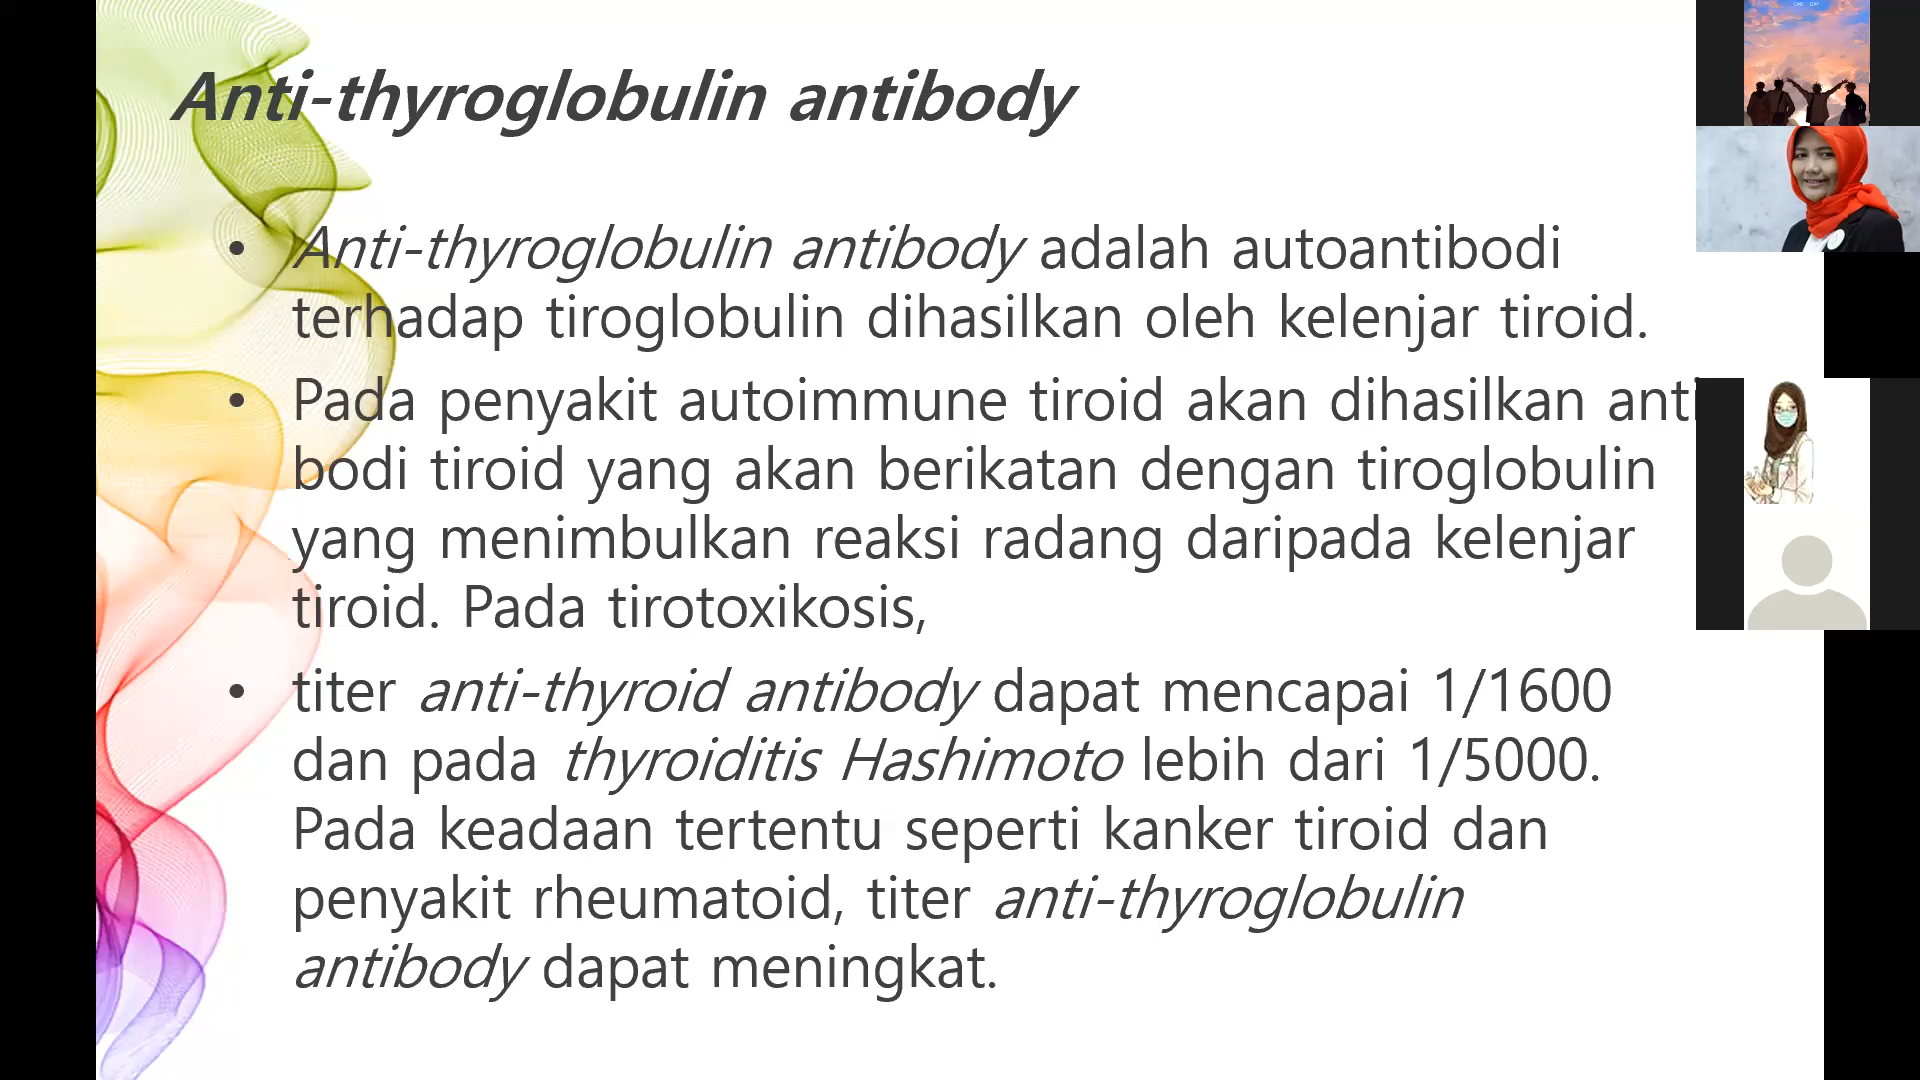 Anti-thyroglobulin antibody
• Anti-thyroglobulin antibody adalah autoantibodi
terhadap tiroglobulin dihasilkan oleh kelenjar tiroid.
• Pada penyakit autoimmune tiroid akan dihasilkan anti
bodi tiroid yang akan berikatan dengan tiroglobulin
yang menimbulkan reaksi radang daripada kelenjar
tiroid. Pada tirotoxikosis,
• titer anti-thyroid antibody dapat mencapai 1/1600
dan pada thyroiditis Hashimoto lebih dari 1/5000.
Pada keadaan tertentu seperti kanker tiroid dan
penyakit rheumatoid, titer anti-thyroglobulin
antibody dapat meningkat.